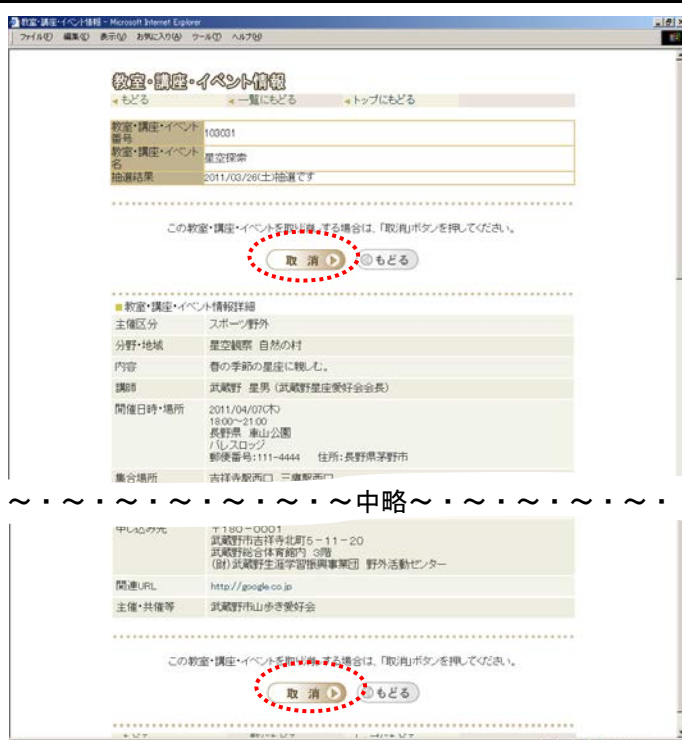 教室・講座・イベント情報 - Microsoft Internet Explorer
ファイル(F) 編集(E) 表示(V) お気に入り(A) ツール(T) ヘルプ(H)
教室・講座・イベント情報
もどる 一覧にもどる トップにもどる
教室・講座・イベント
番号
103031
教室・講座・イベント
名
星空探索
抽選結果 2011/03/26(土)抽選です
この教室・講座・イベントを取り消しする場合は、「取消」ボタンを押してください。
取消 もどる
■教室・講座・イベント情報詳細
主催区分 スポーツ野外
分野・地域 星空観察 自然の村
内容 春の季節の星座に親しむ。
講師 武蔵野 星男（武蔵野星座愛好会会長）
開催日時・場所 2011/04/07(木)
18:00～21:00
長野県 車山公園
パレスロッジ
郵便番号:111-4444 住所:長野県茅野市
集合場所 吉祥寺駅西口 三鷹駅西口
～・～・～・～・～・～・～中略～・～・～・～・～・～・
申し込み先 〒180-0001
武蔵野市吉祥寺北町5-11-20
武蔵野総合体育館内 3階
(財)武蔵野生涯学習振興事業団 野外活動センター
関連URL http://google.co.jp
主催・共催等 武蔵野市山歩き愛好会
この教室・講座・イベントを取り消しする場合は、「取消」ボタンを押してください。
取消 もどる